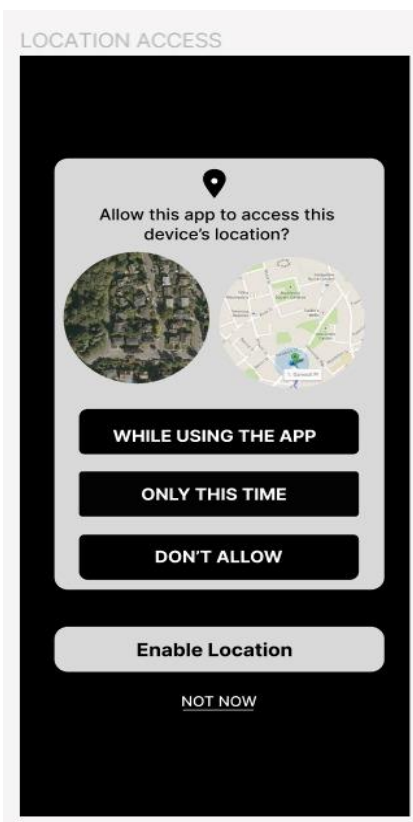 LOCATION ACCESS
Allow this app to access this
device's location?
WHILE USING THE APP
ONLY THIS TIME
DON'T ALLOW
Enable Location
NOT NOW